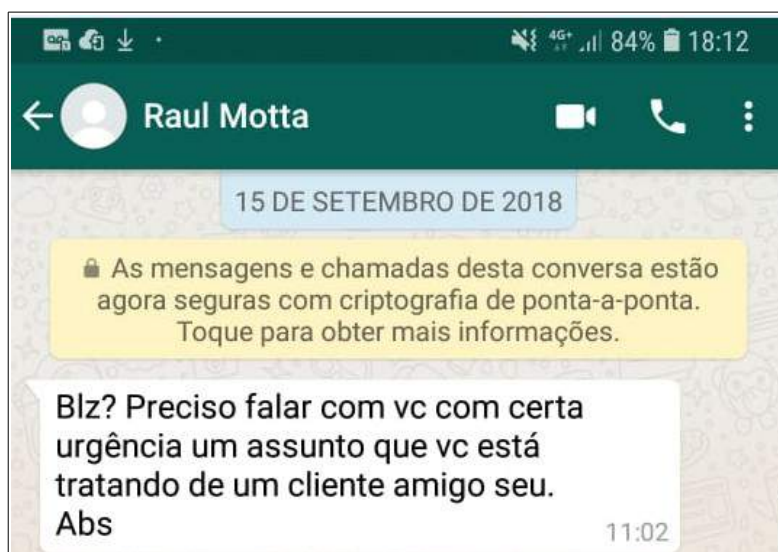 4G+ 84% 18:12
Raul Motta
15 DE SETEMBRO DE 2018
As mensagens e chamadas desta conversa estão
agora seguras com criptografia de ponta-a-ponta.
Toque para obter mais informações.
Blz? Preciso falar com vc com certa
urgência um assunto que vc está
tratando de um cliente amigo seu.
Abs
11:02